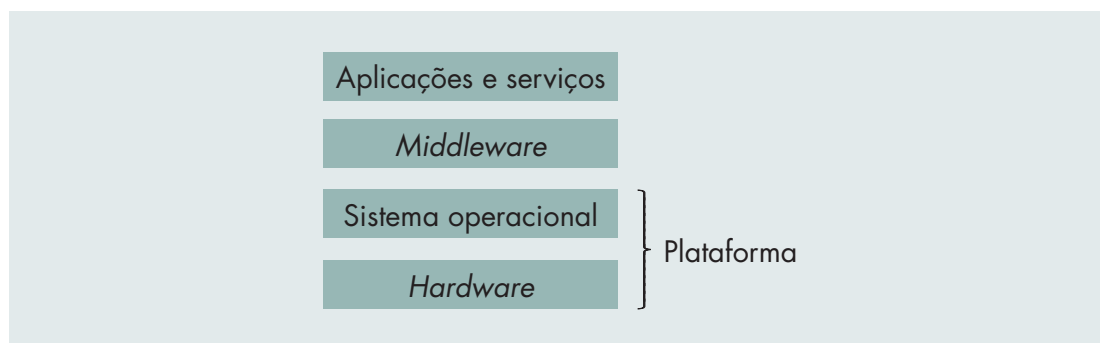 Aplicações e serviços
Middleware
Sistema operacional
Plataforma
Hardware